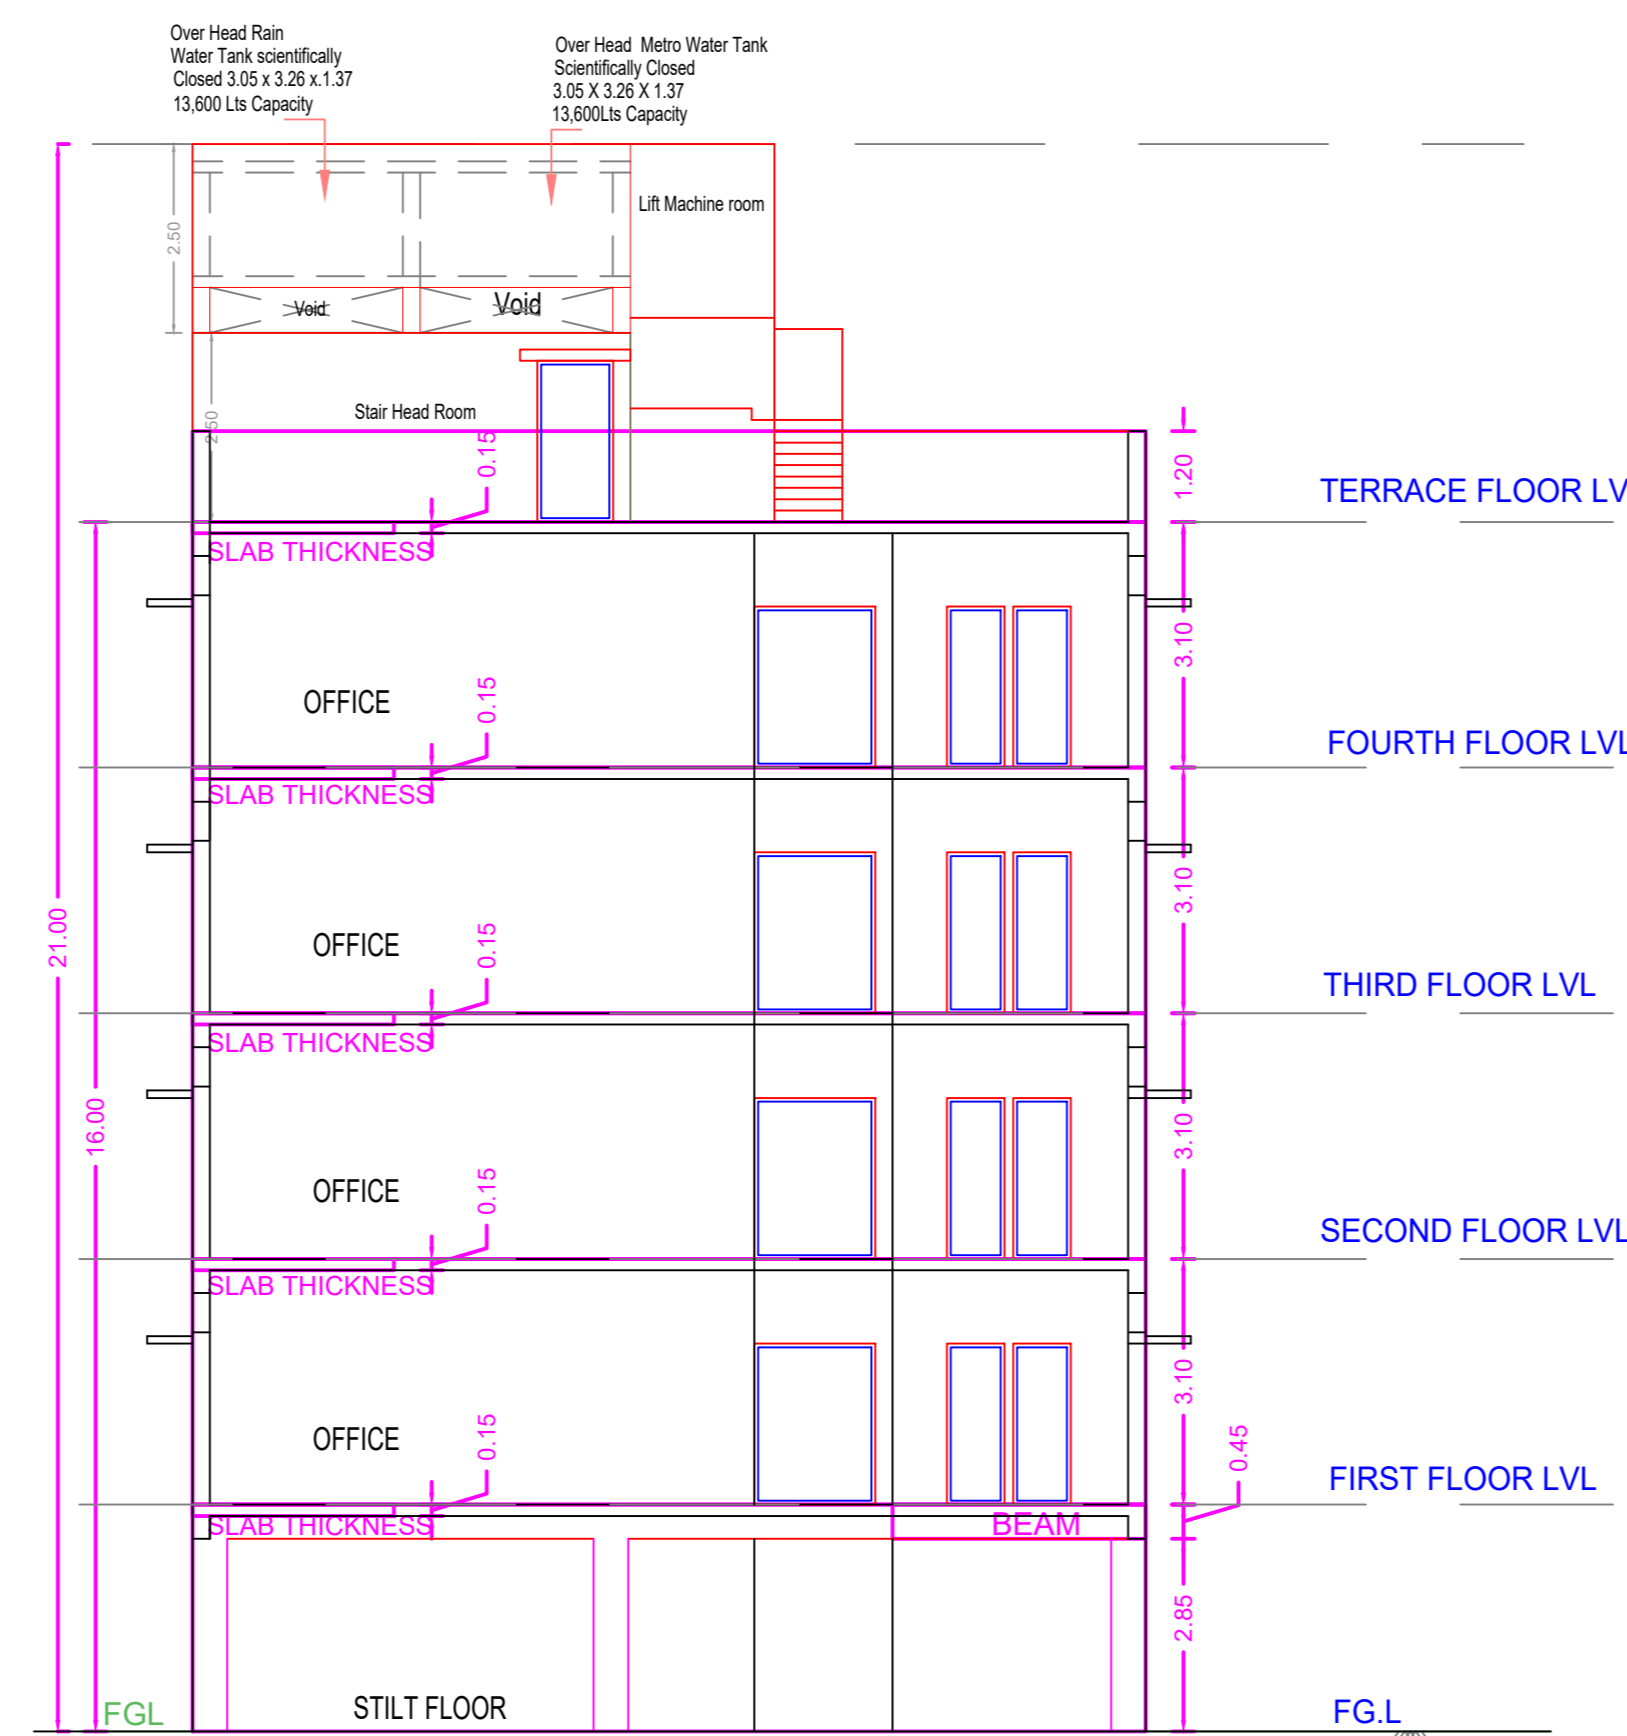 Over Head Rain
Water Tank scientifically
Closed 3.05 x 3.26 x.1.37
13,600 Lts Capacity
Over Head Metro Water Tank
Scientifically Closed
3.05 X 3.26 X 1.37
13,600Lts Capacity
2.50
Lift Machine room
Void
Void
Stair Head Room
2.50
0.15
1.20
TERRACE FLOOR LV
SLAB THICKNESS
3.10
OFFICE
0.15
FOURTH FLOOR LVL
SLAB THICKNESS
3.10
21.00
OFFICE
0.15
THIRD FLOOR LVL
SLAB THICKNESS
16.00
3.10
OFFICE
0.15
SECOND FLOOR LVL
SLAB THICKNESS
3.10
OFFICE
0.15
0.45
FIRST FLOOR LVL
SLAB THICKNESS
BEAM
2.85
FGL
STILT FLOOR
FG.L